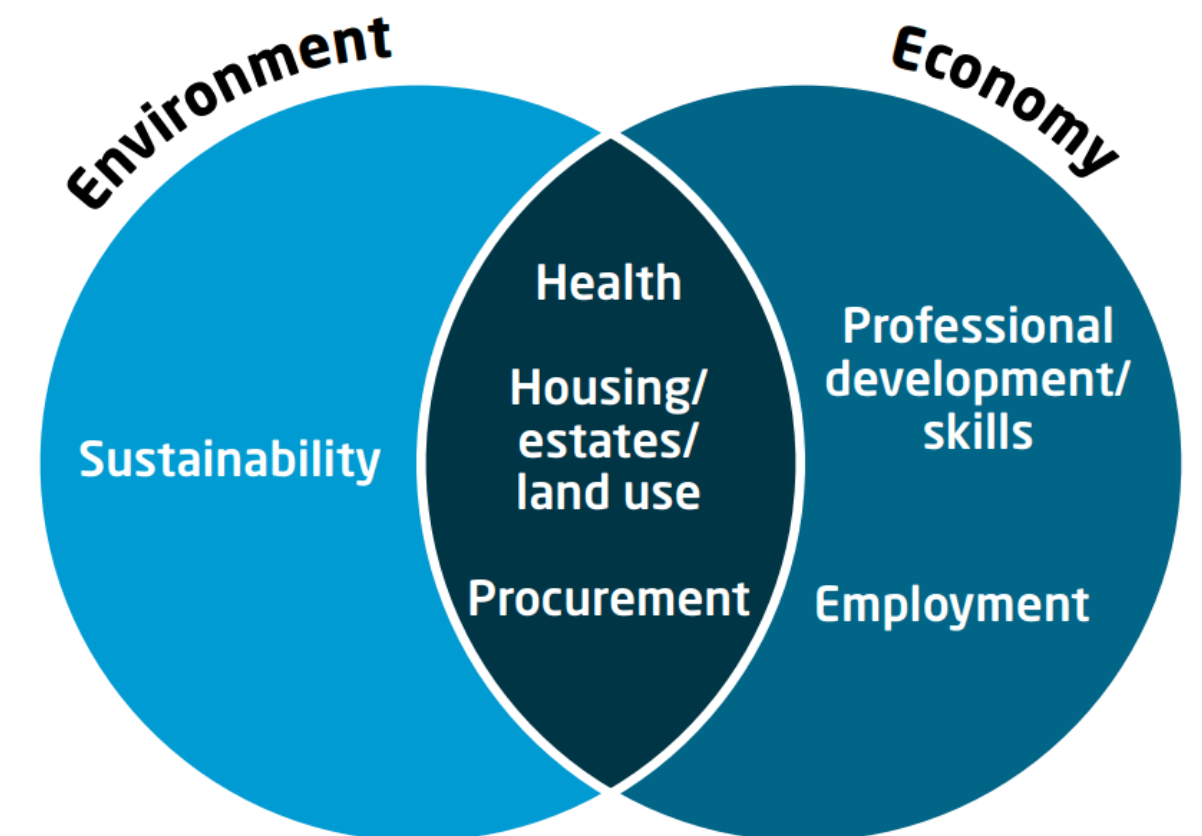 Environment
Economy
Health
Housing/
estates/
land use
Procurement
Sustainability
Professional
development/
skills
Employment